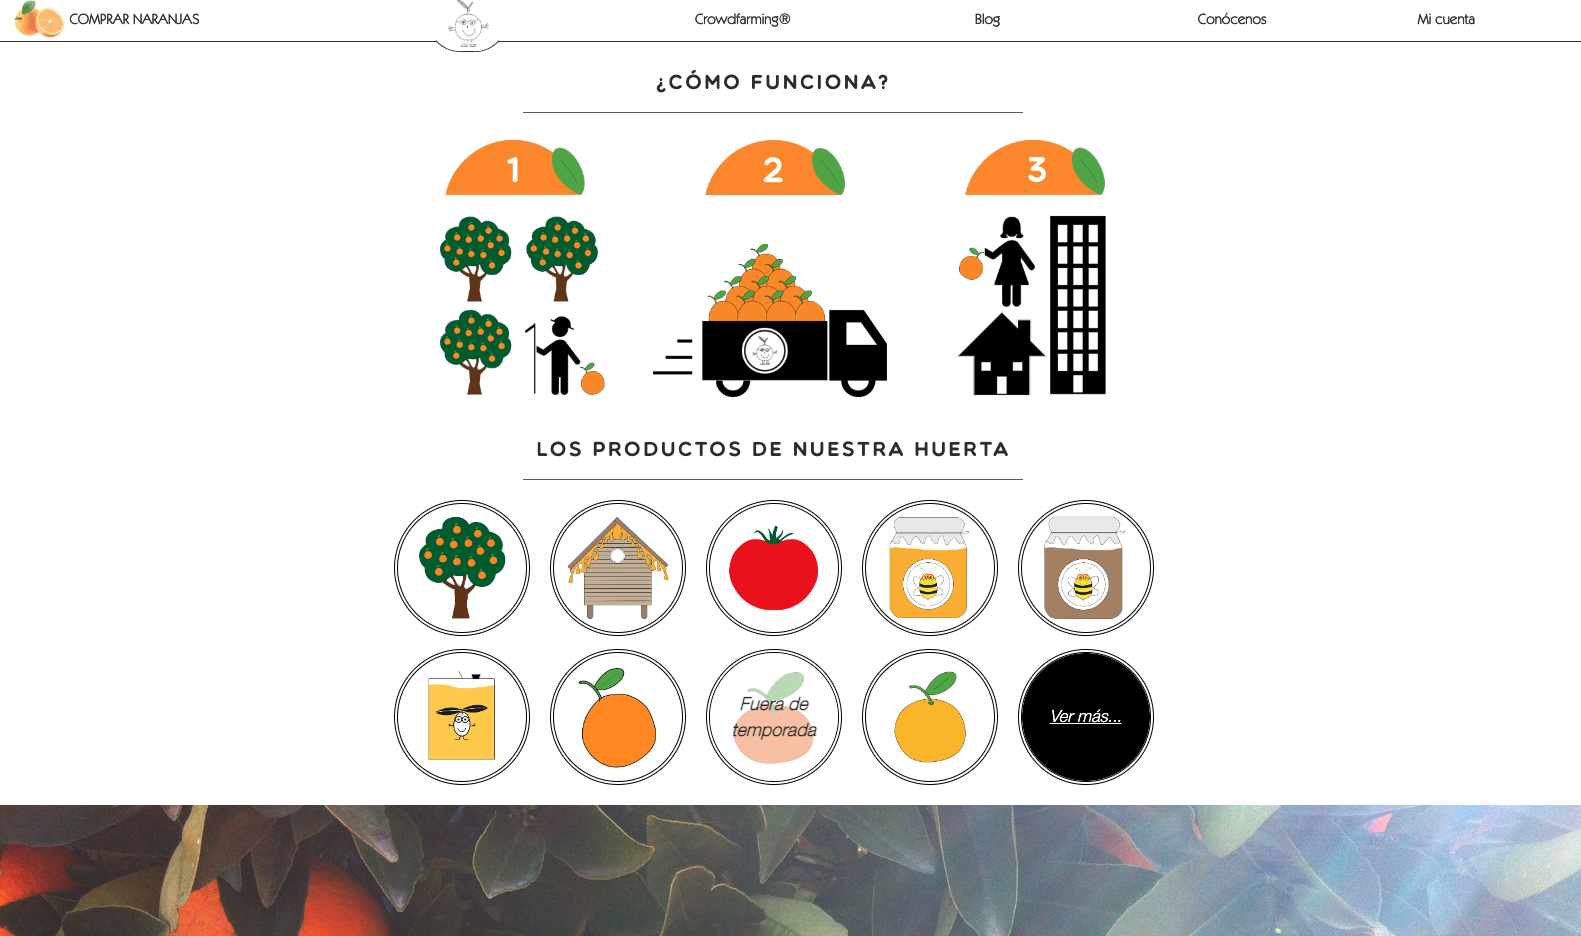 COMPRAR NARANJAS
Crowdfarming®
Blog
Conócenos
Mi cuenta
¿CÓMO FUNCIONA?
1
2
3
LOS PRODUCTOS DE NUESTRA HUERTA
Fuera de
temporada
Ver más...